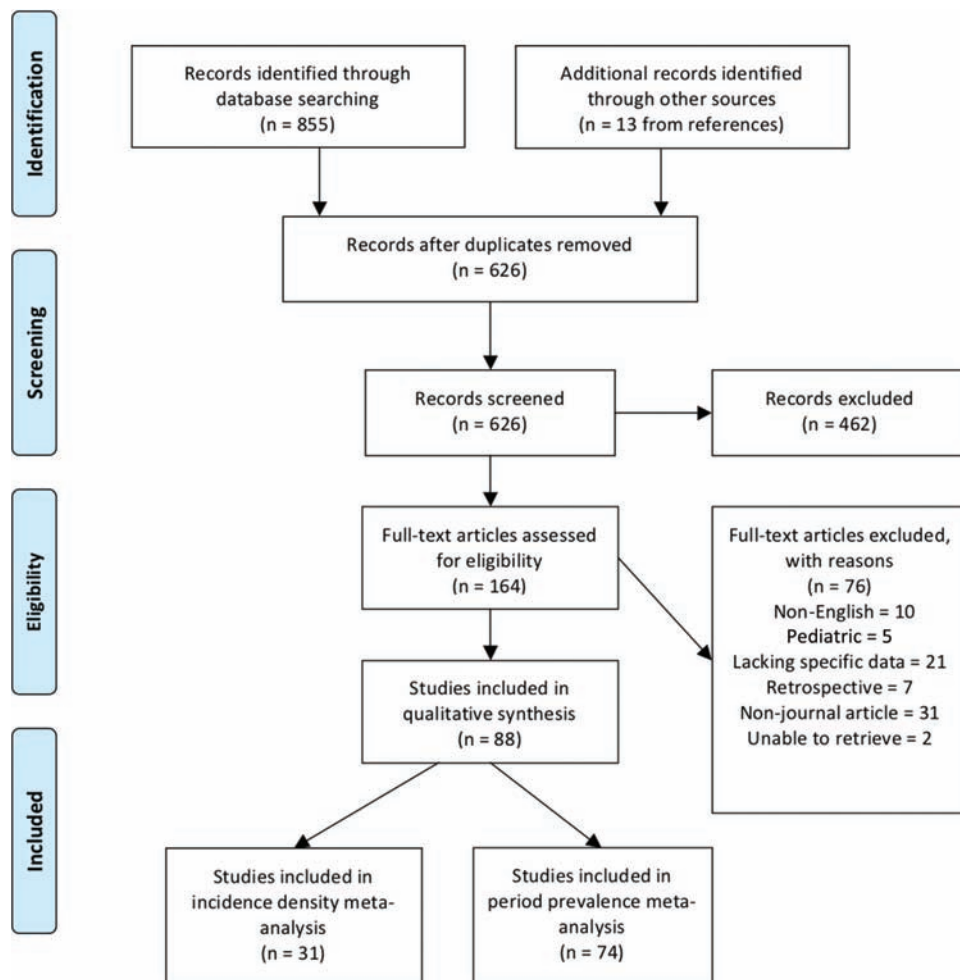 Identification
Records identified through
database searching
(n = 855)
Additional records identified
through other sources
(n = 13 from references)
Records after duplicates removed
(n = 626)
Screening
Records screened
(n = 626)
Records excluded
(n = 462)
Eligibility
Full-text articles assessed
for eligibility
(n = 164)
Full-text articles excluded,
with reasons
(n = 76)
Non-English = 10
Pediatric = 5
Lacking specific data = 21
Retrospective = 7
Non-journal article = 31
Unable to retrieve = 2
Studies included in
qualitative synthesis
(n = 88)
Included
Studies included in
incidence density meta-
analysis
(n = 31)
Studies included in
period prevalence meta-
analysis
(n = 74)